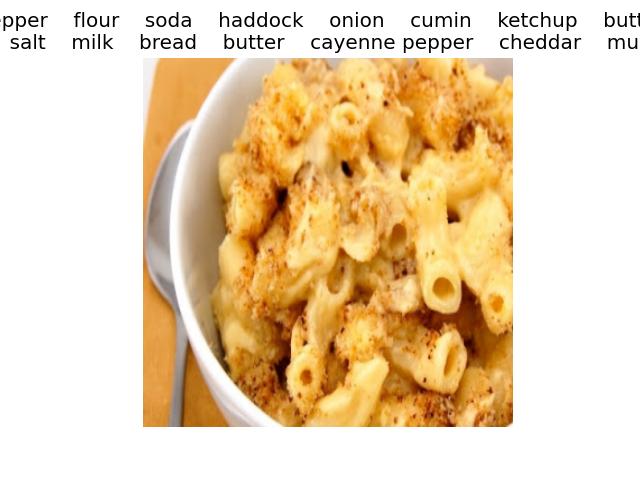 flour soda haddock onion cumin ketchup
salt milk bread butter cayenne pepper cheddar